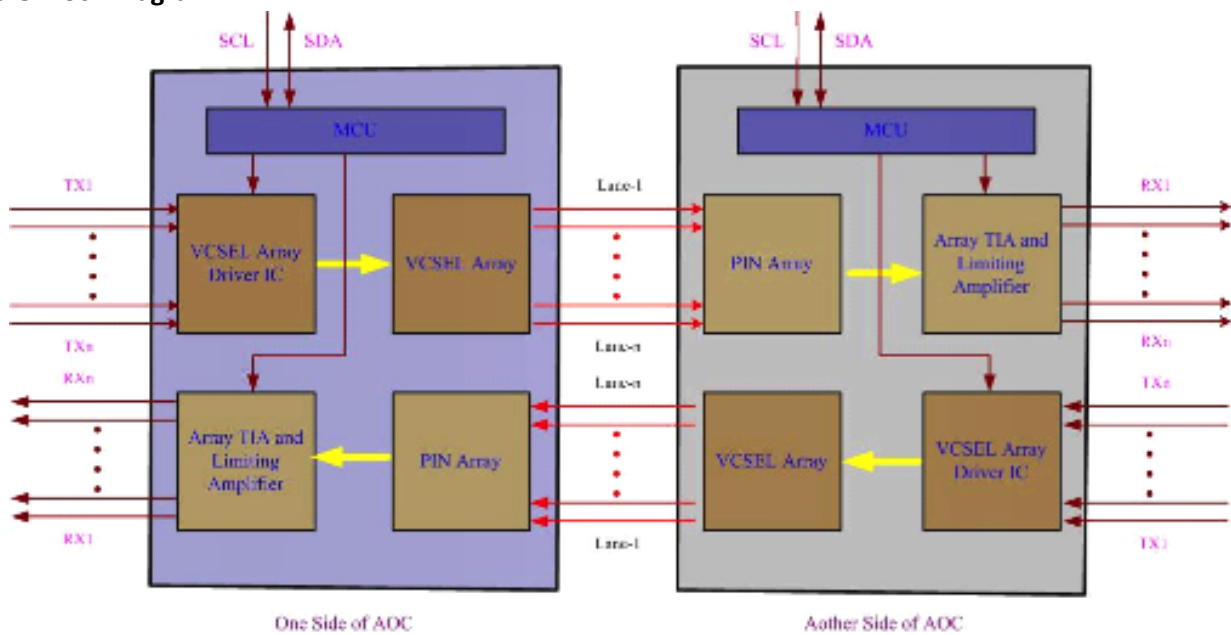 SCL
SDA
SCL
SDA
MCU
MCU
TX1
Lane-1
RX1
VCSEL Array
Driver IC
VCSEL Array
PIN Array
Array TIA and
Limiting
Amplifier
TXn
Lane-n
RXn
RXn
Lane-n
TXn
Array TIA and
Limiting
Amplifier
PIN Array
VCSEL Array
VCSEL Array
Driver IC
RX1
Lane-1
TX1
One Side of AOC
Aother Side of AOC